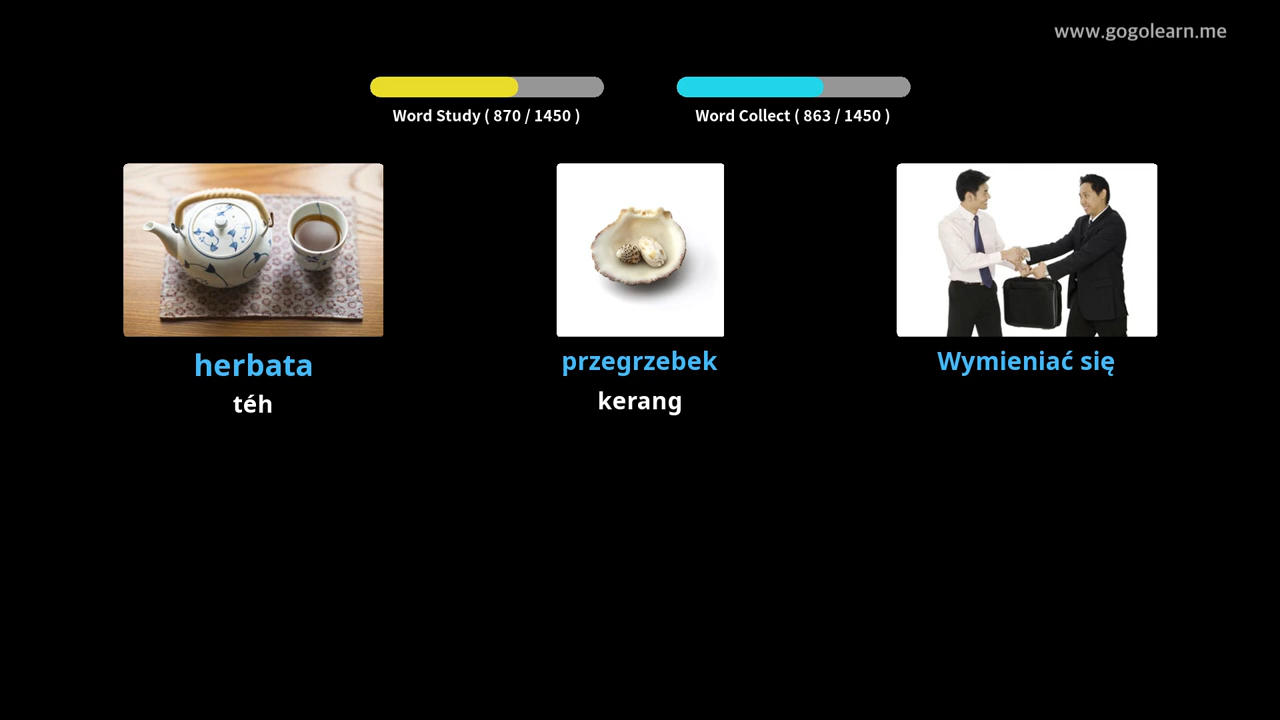 www.gogolearn.me
Word Study ( 870 / 1450 )
Word Collect ( 863 / 1450 )
herbata
téh
przegrzebek
kerang
Wymieniać się